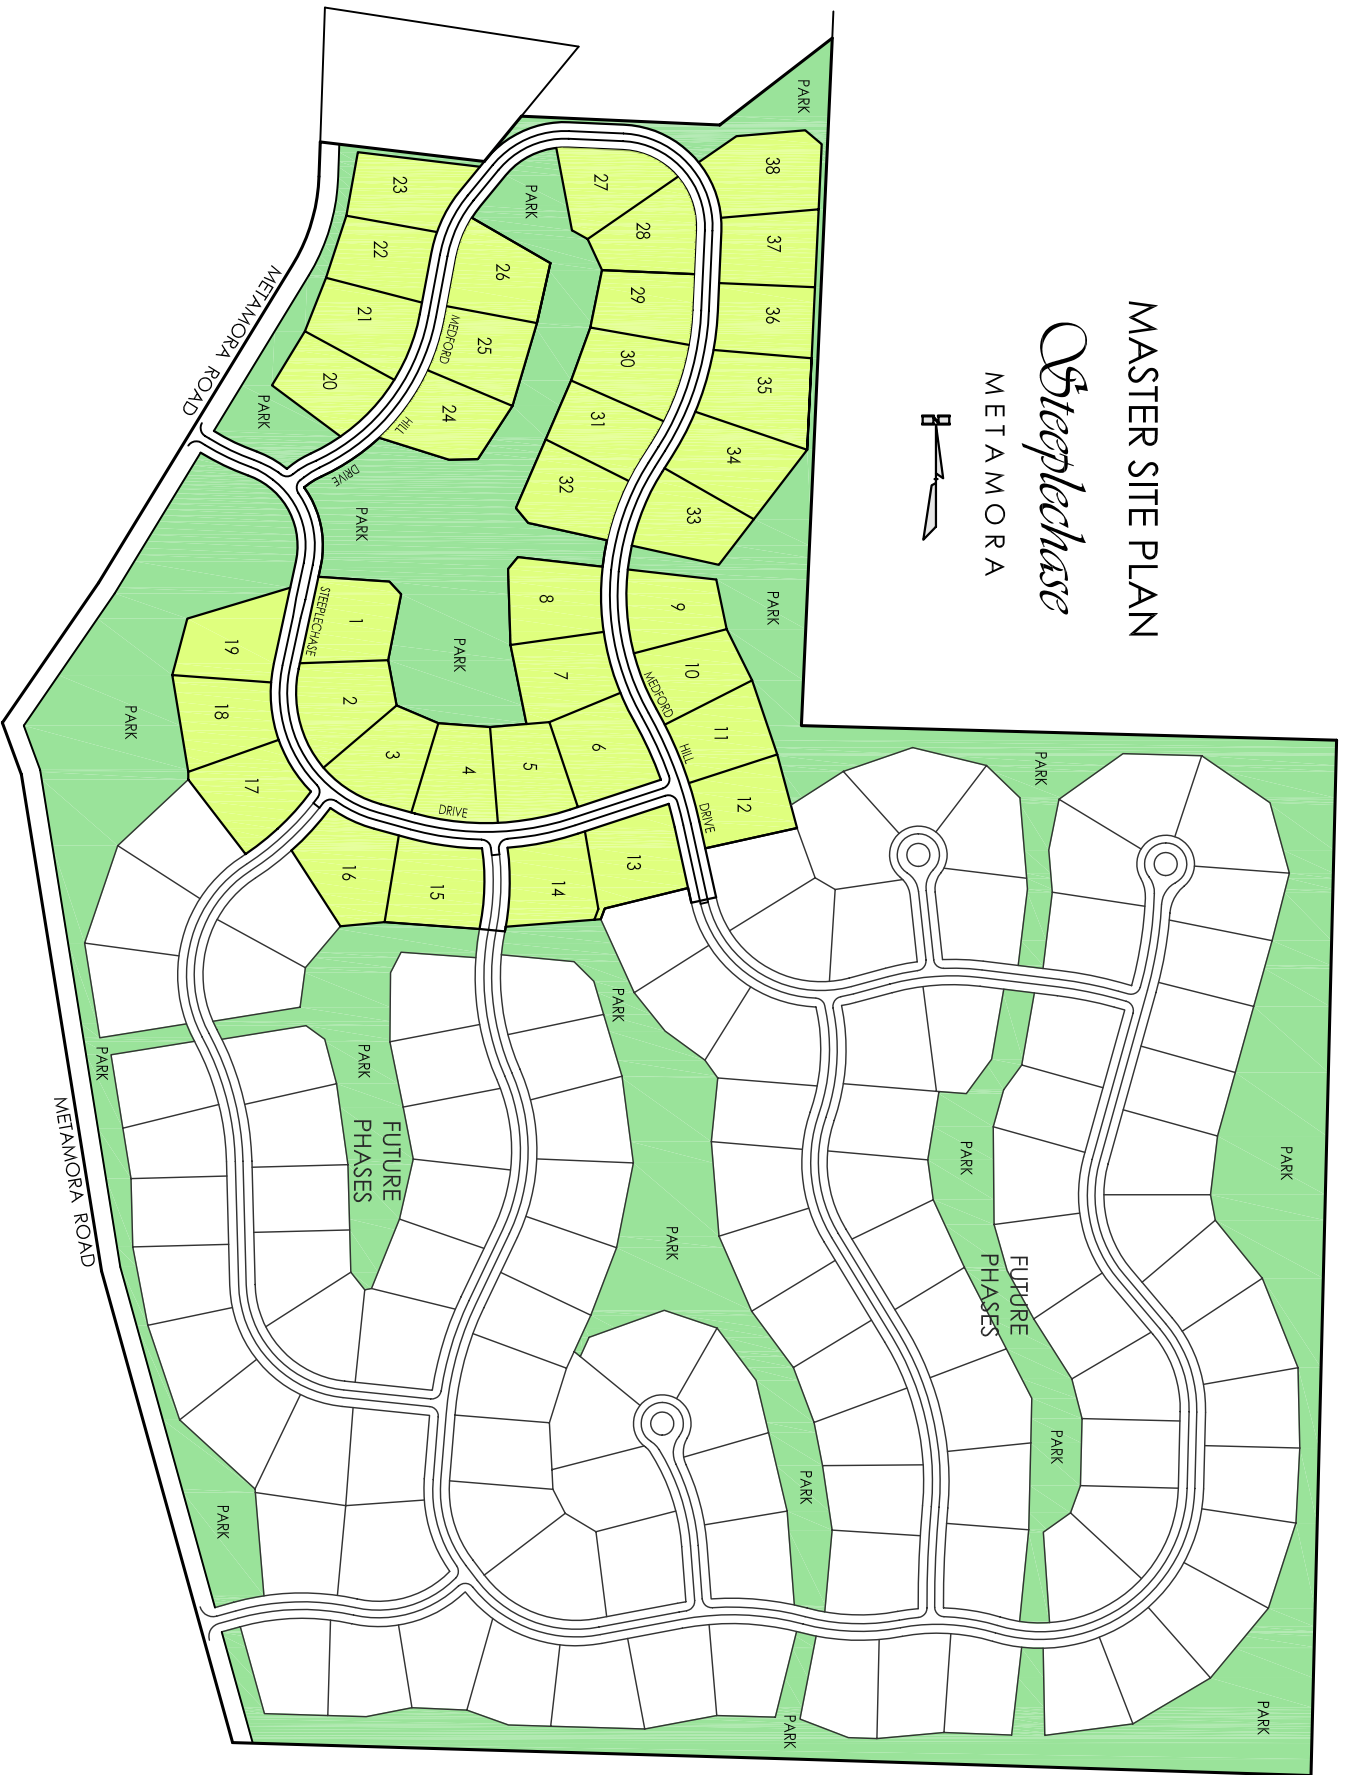 MASTER SITE PLAN
Steeplechase
METAMORA
PARK
38
37
36
35
34
33
27
28
29
30
31
32
PARK
26
25
24
23
22
21
20
MEDFORD
HILL
DRIVE
METAMORA ROAD
PARK
PARK
PARK
9
10
11
12
8
7
6
5
4
3
2
1
PARK
MEDFORD
HILL
DRIVE
STEEPLECHASE
DRIVE
19
18
17
16
15
14
13
PARK
PARK
PARK
PARK
PARK
FUTURE
PHASES
METAMORA ROAD
PARK
PARK
PARK
FUTURE
PHASES
PARK
PARK
PARK
PARK
PARK